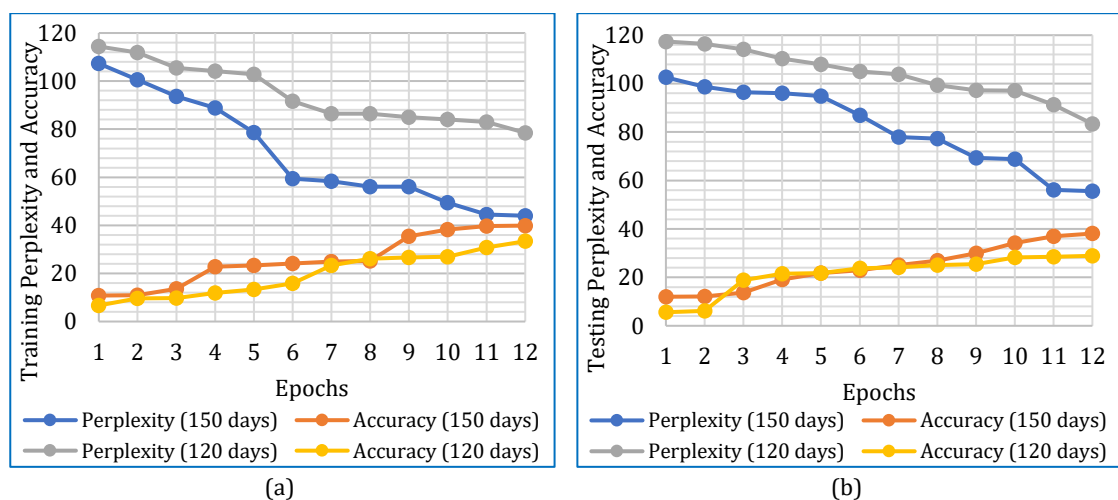 Training Perplexity and Accuracy
120
100
80
60
40
20
0
1 2 3 4 5 6 7 8 9 10 11 12
Epochs
Perplexity (150 days) Accuracy (150 days)
Perplexity (120 days) Accuracy (120 days)
(a)
Testing Perplexity and Accuracy
120
100
80
60
40
20
0
1 2 3 4 5 6 7 8 9 10 11 12
Epochs
Perplexity (150 days) Accuracy (150 days)
Perplexity (120 days) Accuracy (120 days)
(b)